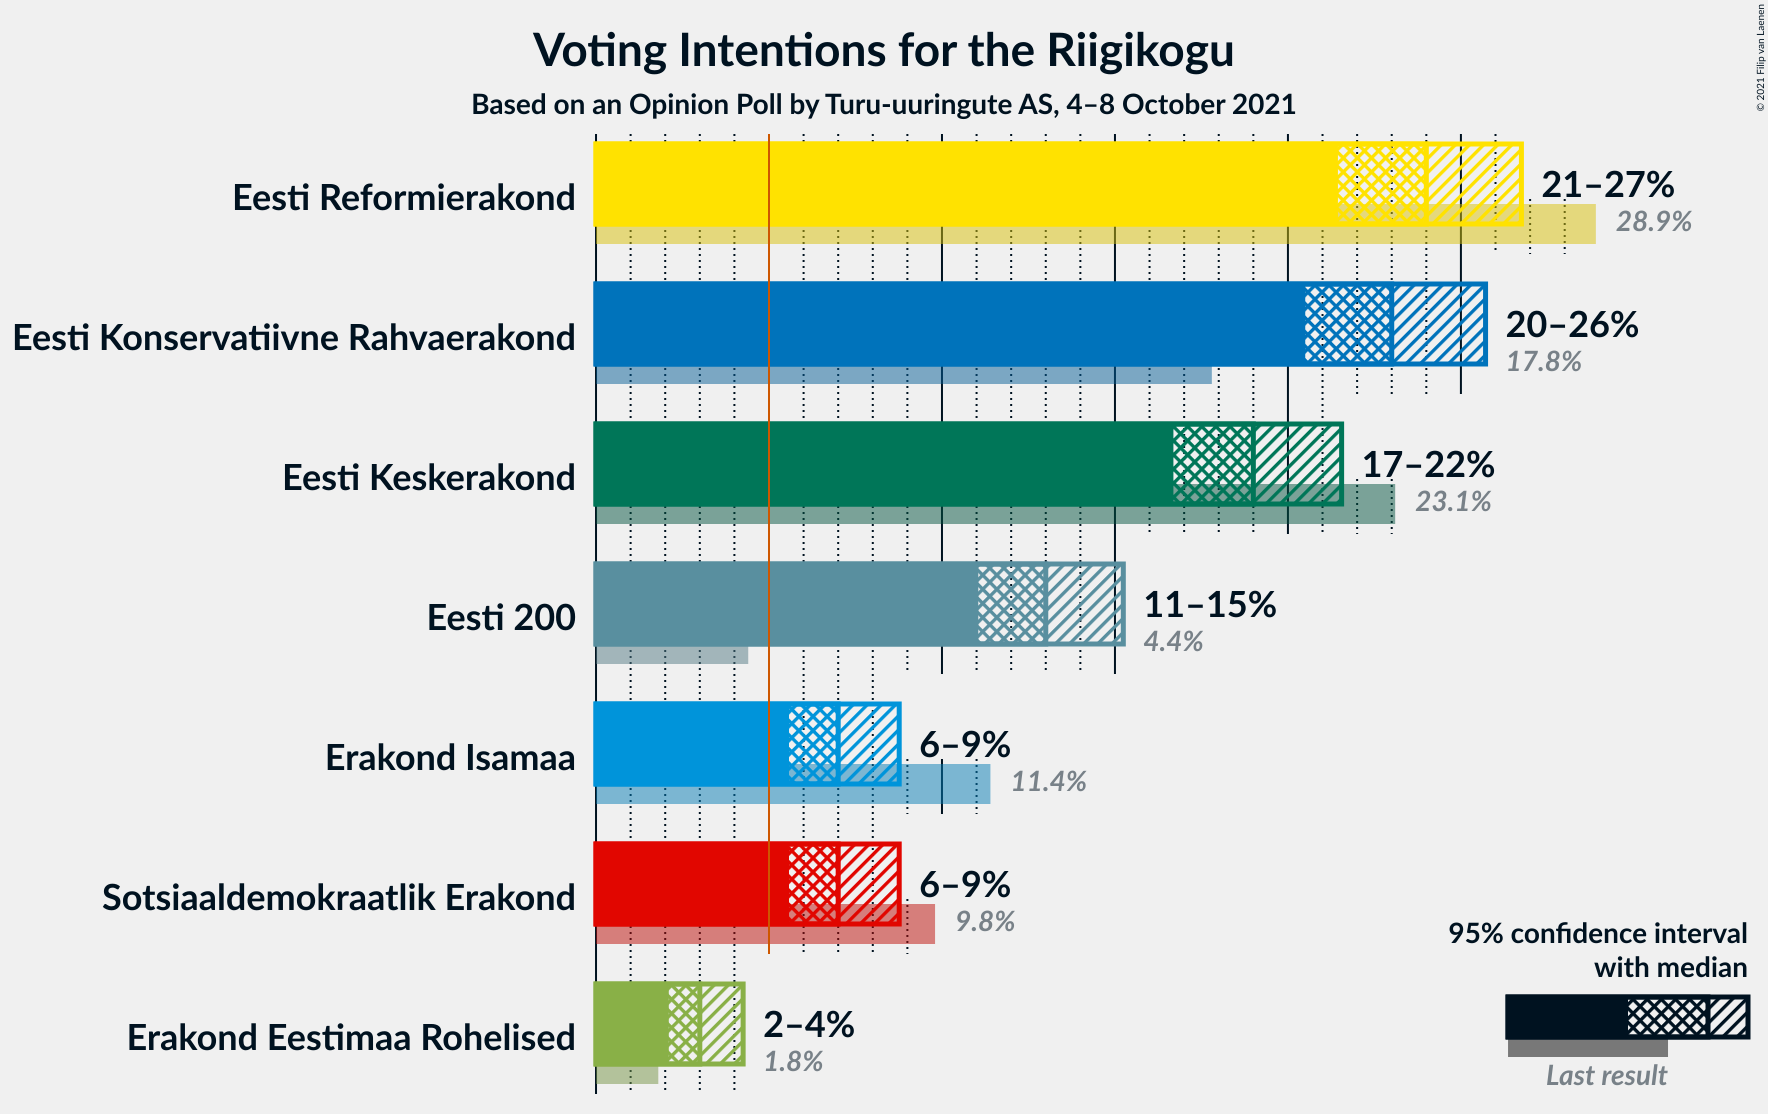 Voting Intentions for the Riigikogu
Based on an Opinion Poll by Turu-uuringute AS, 4–8 October 2021
© 2021 Filip van Laenen
Eesti Reformierakond
21–27%
28.9%
Eesti Konservatiivne Rahvaerakond
20–26%
17.8%
Eesti Keskerakond
17–22%
23.1%
Eesti 200
11–15%
4.4%
Erakond Isamaa
6–9%
11.4%
Sotsiaaldemokraatlik Erakond
6–9%
9.8%
Erakond Eestimaa Rohelised
2–4%
1.8%
95% confidence interval
with median
Last result